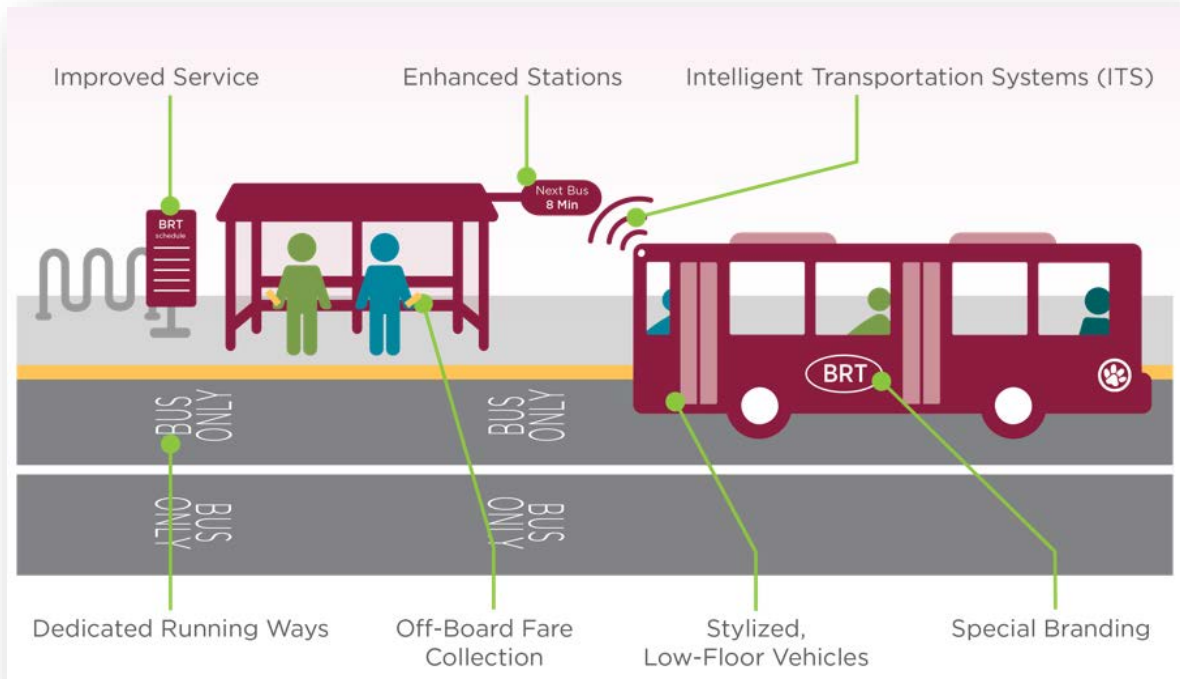 Improved Service
Enhanced Stations
Intelligent Transportation Systems (ITS)
Next Bus
8 Min
BRT
schedule
BRT
BUS
ONLY
BUS
ONLY
BUS
ONLY
BUS
ONLY
Dedicated Running Ways
Off-Board Fare
Collection
Stylized,
Low-Floor Vehicles
Special Branding